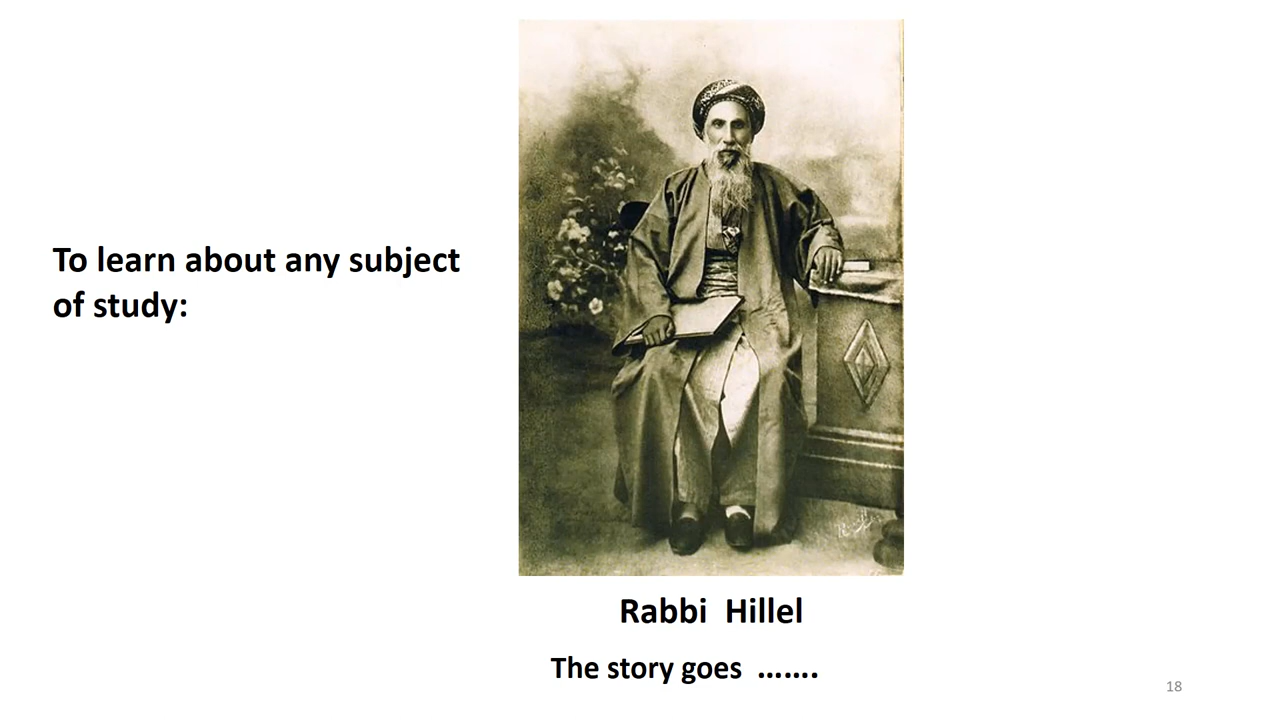 To learn about any subject
of study:
Rabbi Hillel
The story goes .......
18